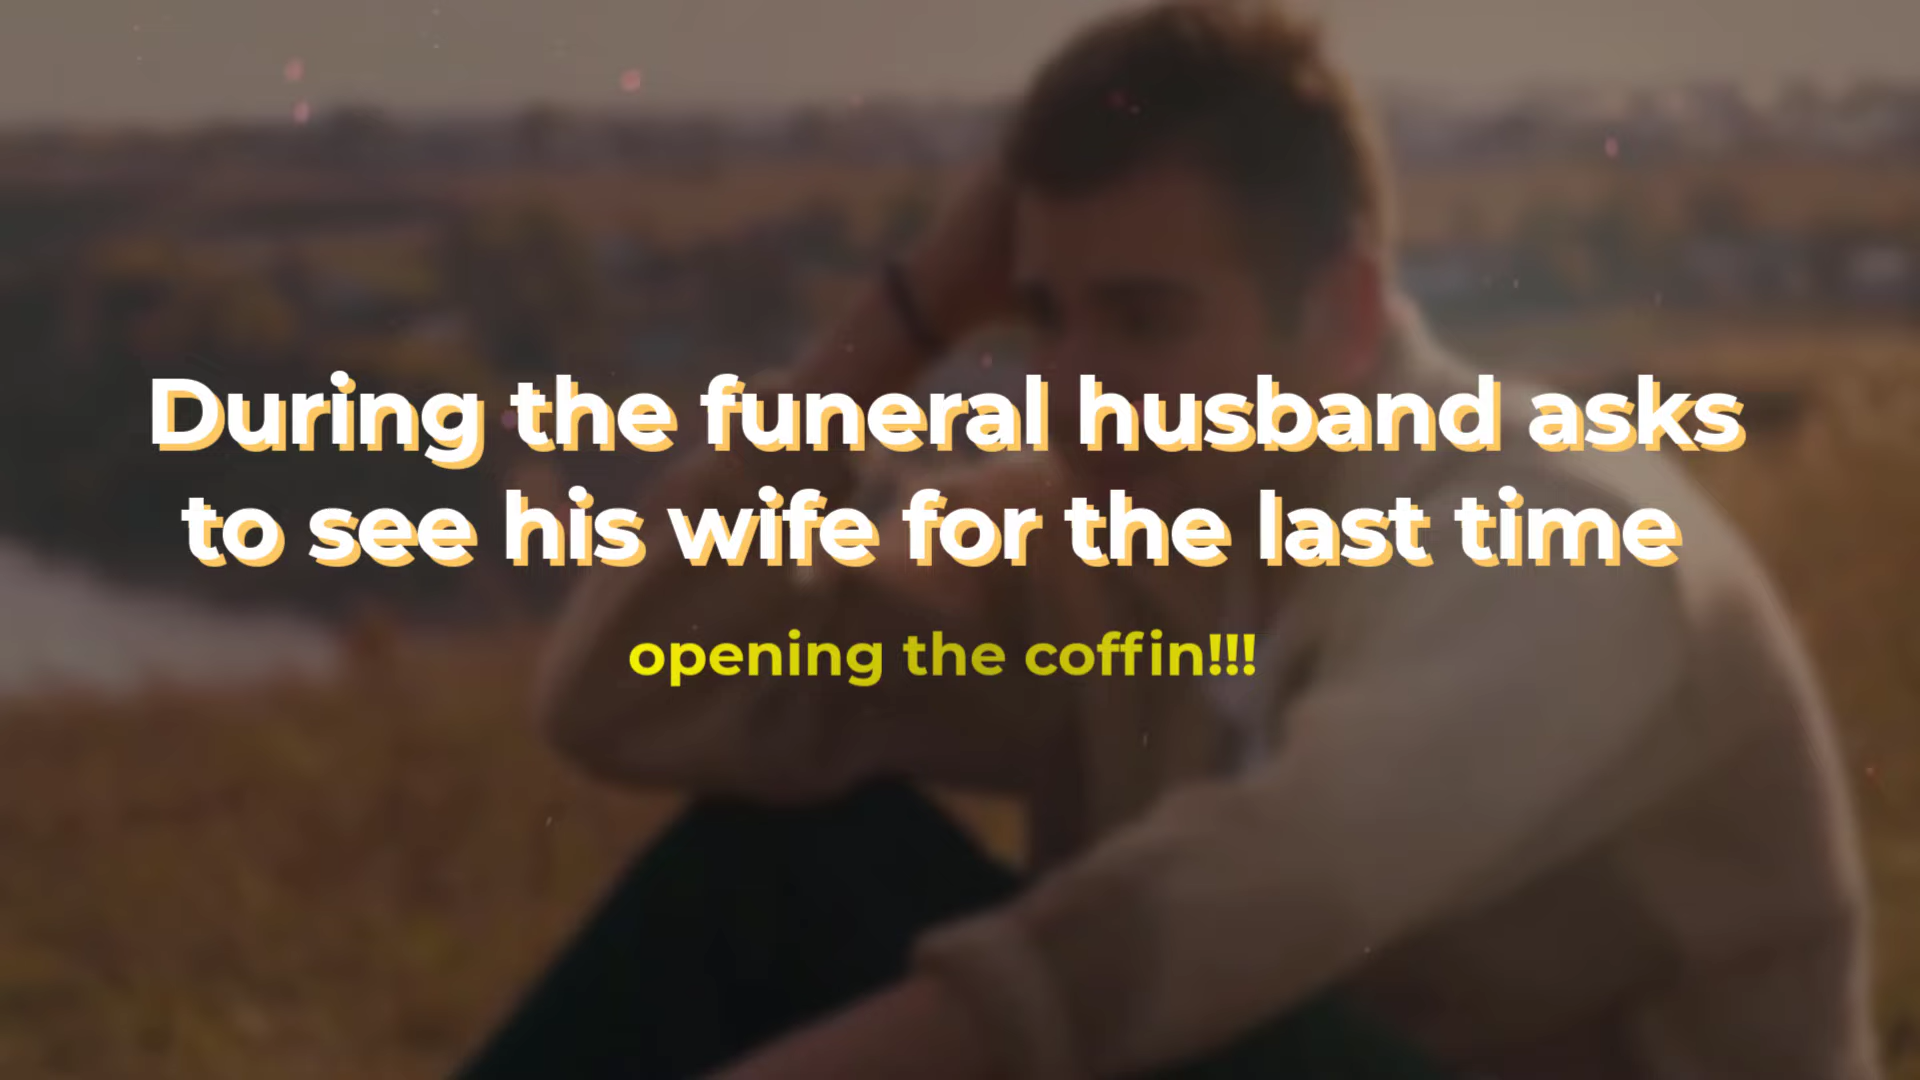 During the funeral husband asks
to see his wife for the last time
opening the coffin!!!